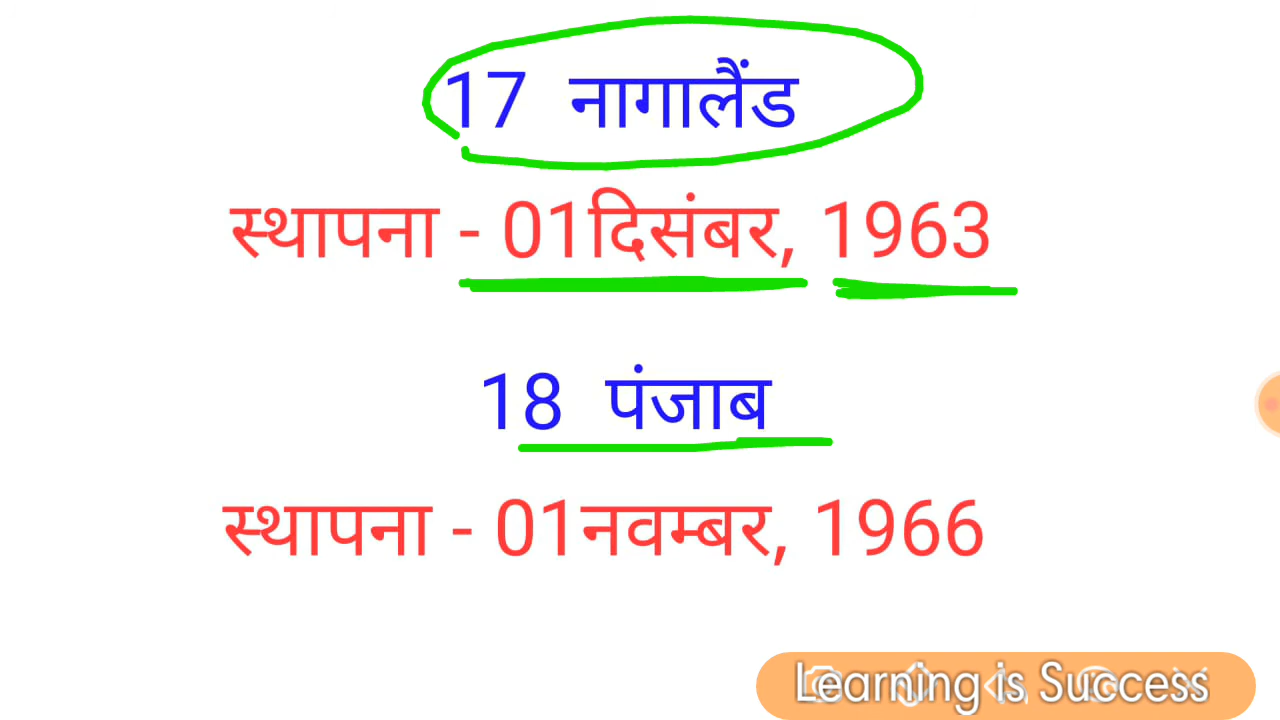 17 नागालैंड
स्थापना - 01दिसंबर, 1963
18 पंजाब
स्थापना - 01नवम्बर, 1966
Learning is Success